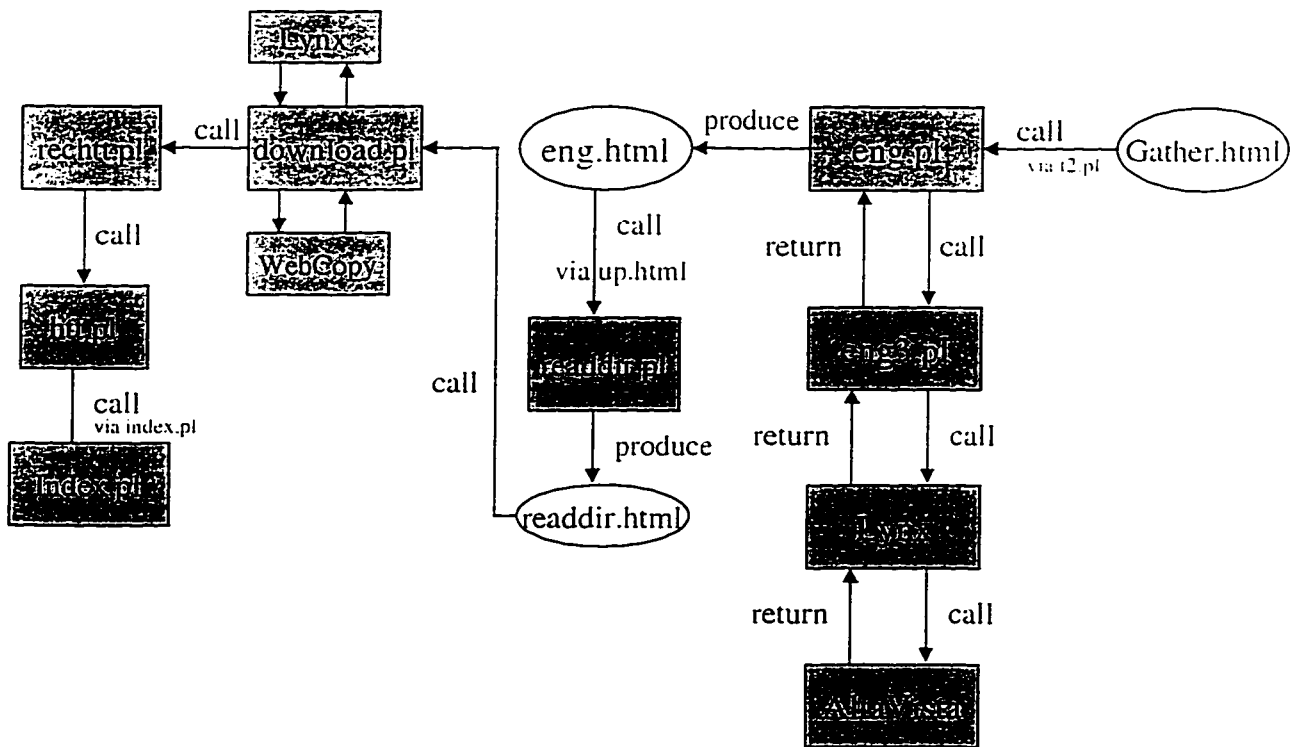 Lynx
rechtt.pl
call
download.pl
eng.html
produce
eng.pl
call
via t2.pl
Gather.html
call
WebCopy
call
via up.html
return
call
htt.pl
readdir.pl
eng3.pl
call
via index.pl
call
return
call
Index.pl
produce
readdir.html
Lynx
return
call
AltaVista